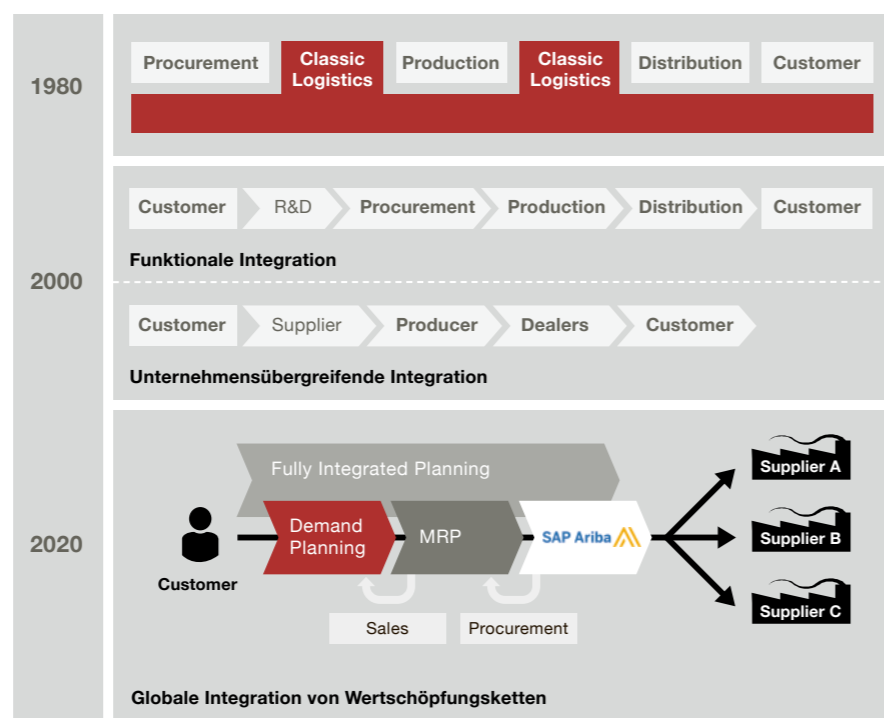 1980
Procurement
Classic
Logistics
Production
Classic
Logistics
Distribution
Customer
2000
Customer
R&D
Procurement
Production
Distribution
Customer
Funktionale Integration
Customer
Supplier
Producer
Dealers
Customer
Unternehmensübergreifende Integration
2020
Fully Integrated Planning
Customer
Demand
Planning
MRP
SAP Ariba
Supplier A
Supplier B
Supplier C
Sales
Procurement
Globale Integration von Wertschöpfungsketten